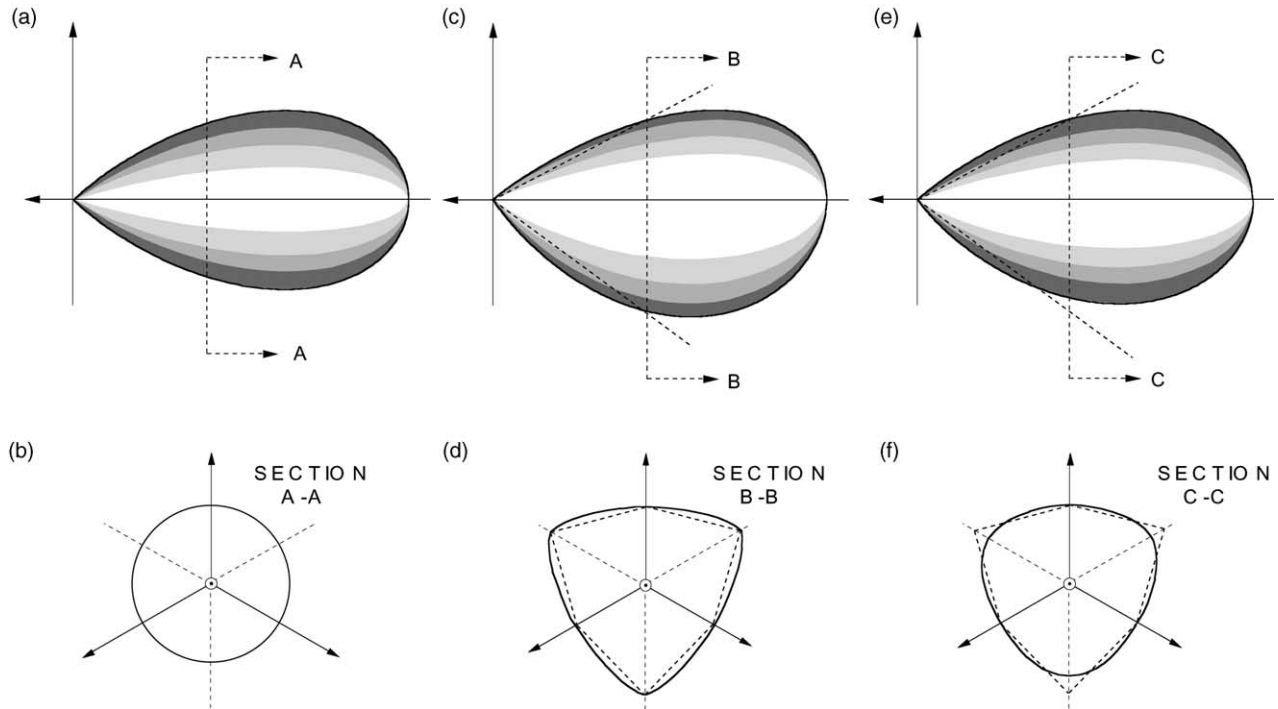 (a)
(c)
(e)
A
B
C
A
B
C
(b)
(d)
(f)
SECTION
A-A
SECTION
B-B
SECTION
C-C